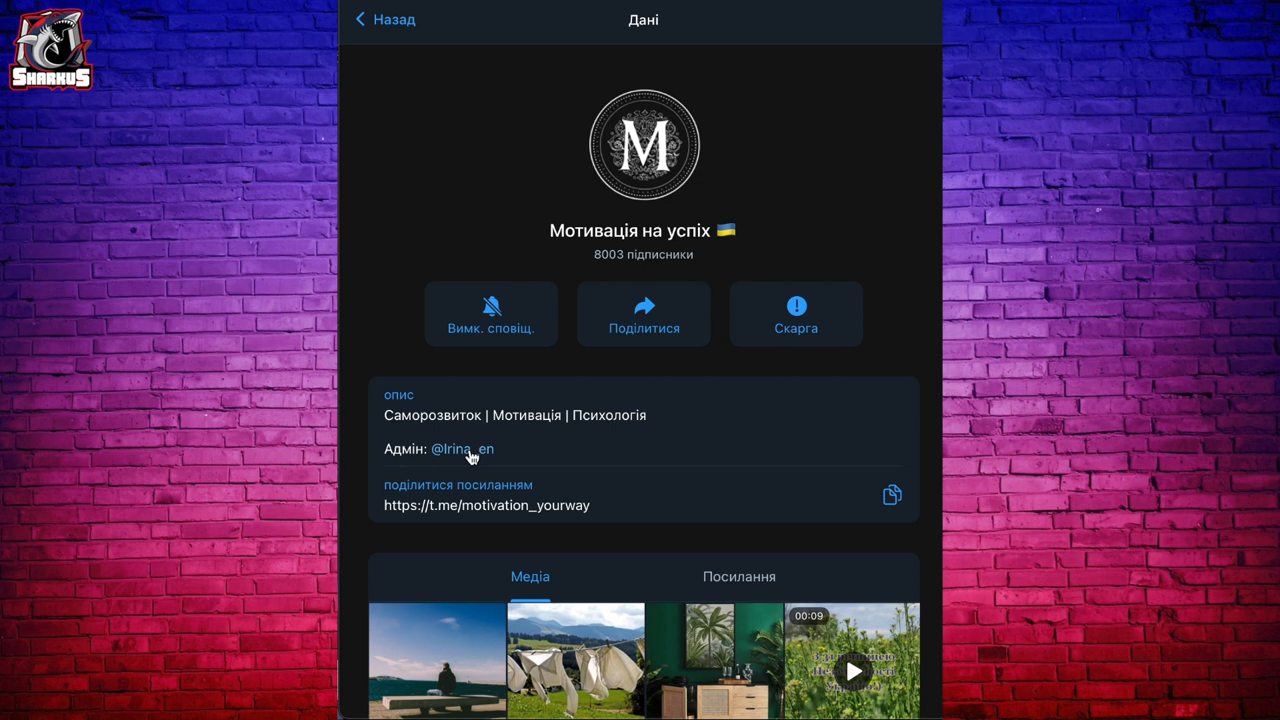 SHARKUS
Назад
Дані
M
Мотивація на успіх
8003 підписники
Вимк. сповіщ.
Поділитися
Скарга
опис
Саморозвиток | Мотивація | Психологія
Адмін: @Irina_en
поділитися посиланням
https://t.me/motivation_yourway
Медіа
Посилання
00:09